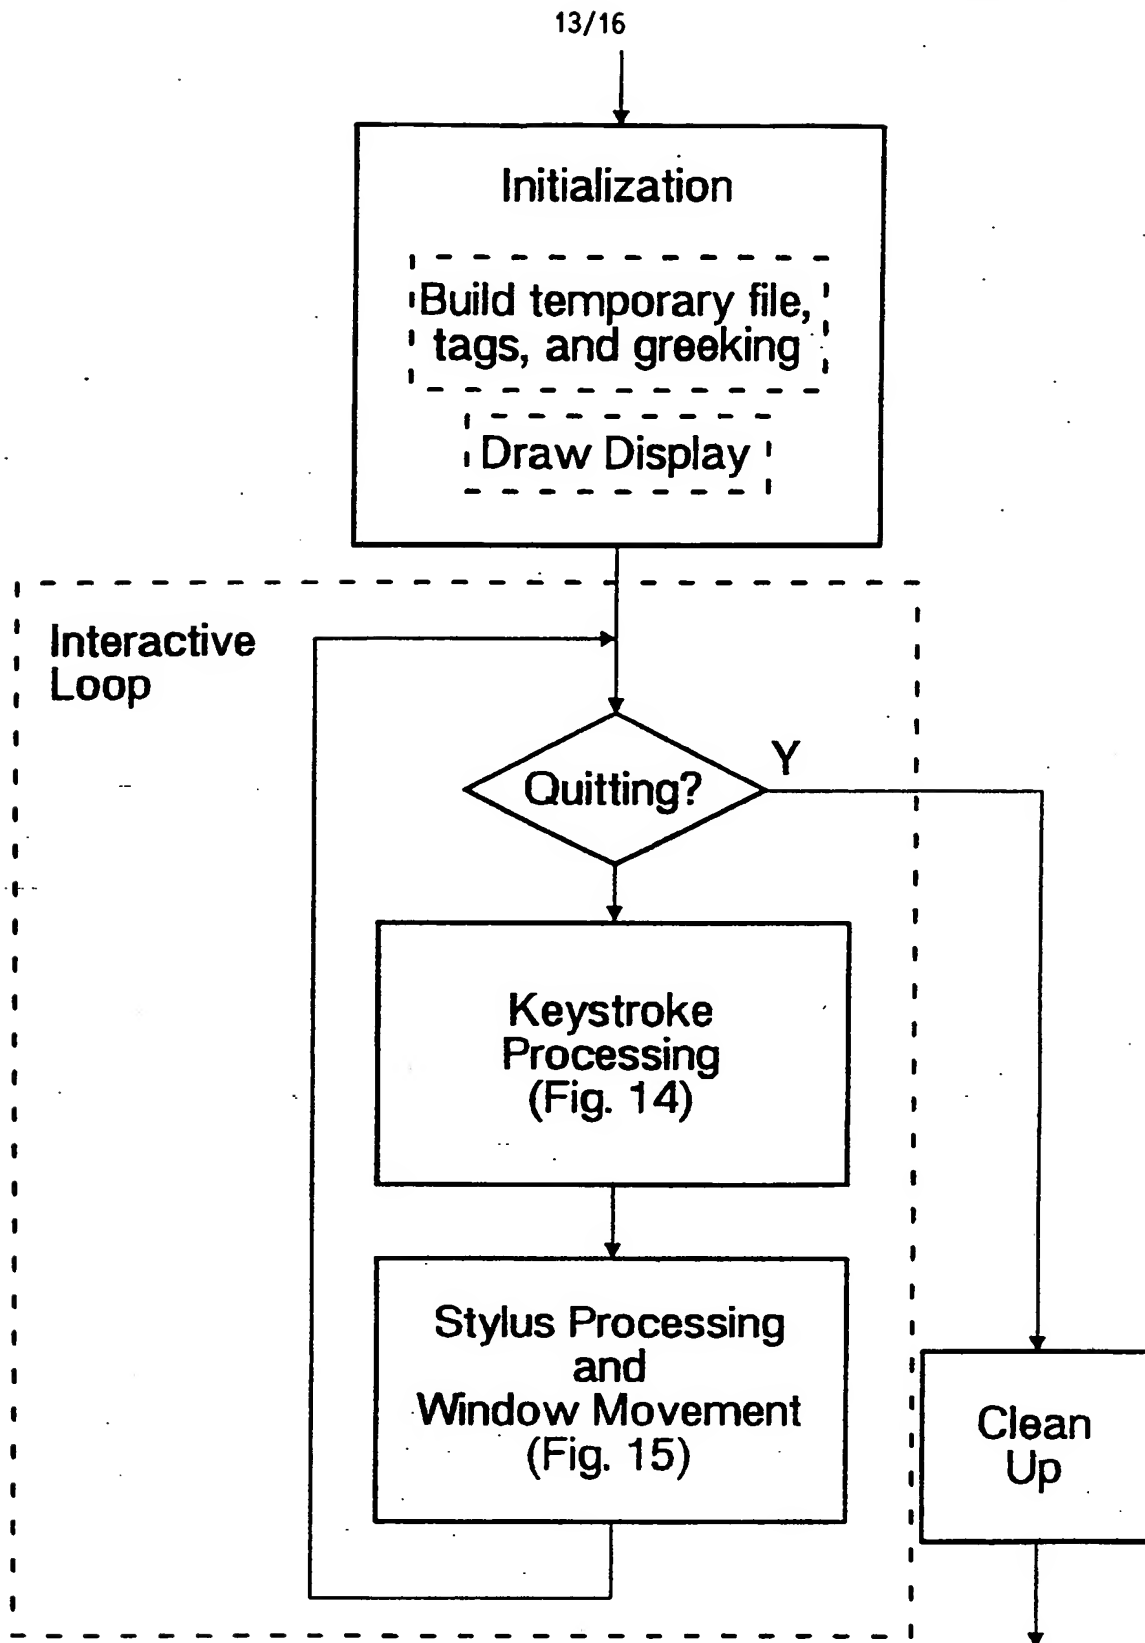 13/16
Initialization
Build temporary file,
tags, and greeking
Draw Display
Interactive
Loop
Quitting?
Y
Keystroke
Processing
(Fig. 14)
Stylus Processing
and
Window Movement
(Fig. 15)
Clean
Up